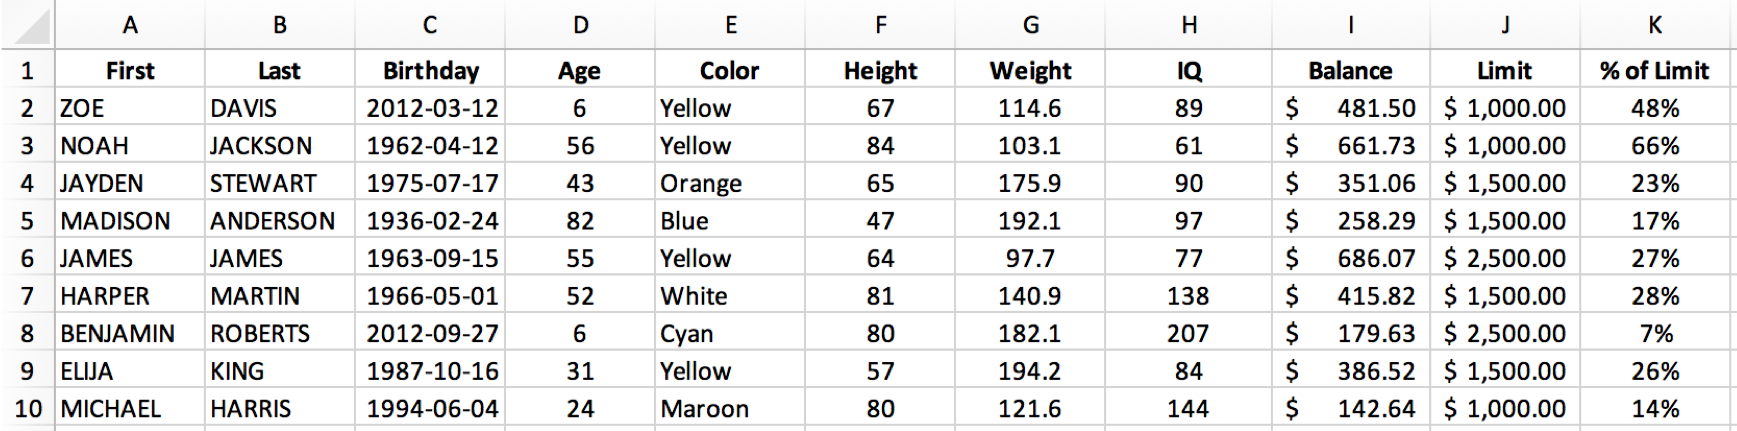 A B C D E F G H I J K
1 First Last Birthday Age Color Height Weight IQ Balance Limit % of Limit
2 ZOE DAVIS 2012-03-12 6 Yellow 67 114.6 89 $ 481.50 $ 1,000.00 48%
3 NOAH JACKSON 1962-04-12 56 Yellow 84 103.1 61 $ 661.73 $ 1,000.00 66%
4 JAYDEN STEWART 1975-07-17 43 Orange 65 175.9 90 $ 351.06 $ 1,500.00 23%
5 MADISON ANDERSON 1936-02-24 82 Blue 47 192.1 97 $ 258.29 $ 1,500.00 17%
6 JAMES JAMES 1963-09-15 55 Yellow 64 97.7 77 $ 686.07 $ 2,500.00 27%
7 HARPER MARTIN 1966-05-01 52 White 81 140.9 138 $ 415.82 $ 1,500.00 28%
8 BENJAMIN ROBERTS 2012-09-27 6 Cyan 80 182.1 207 $ 179.63 $ 2,500.00 7%
9 ELIJA KING 1987-10-16 31 Yellow 57 194.2 84 $ 386.52 $ 1,500.00 26%
10 MICHAEL HARRIS 1994-06-04 24 Maroon 80 121.6 144 $ 142.64 $ 1,000.00 14%